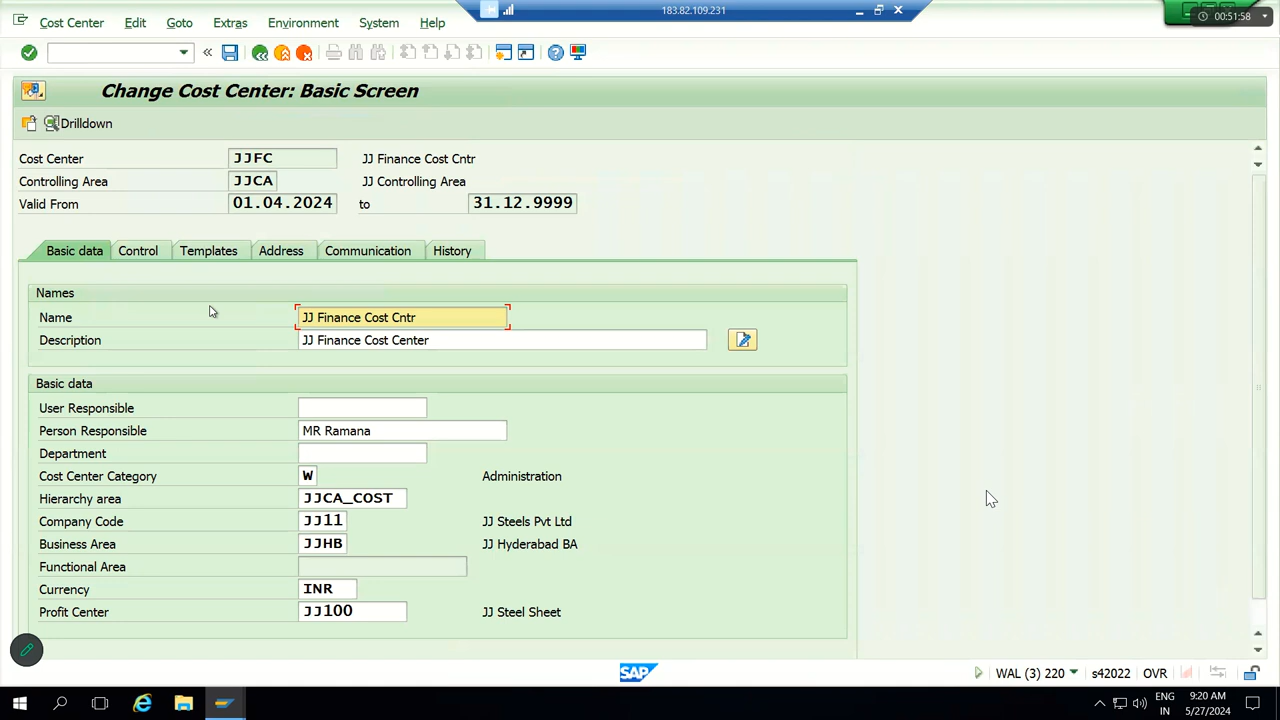 183.82.109.231
00:51:58
Cost Center Edit Goto Extras Environment System Help
Change Cost Center: Basic Screen
Drilldown
Cost Center JJFC JJ Finance Cost Cntr
Controlling Area JJCA JJ Controlling Area
Valid From 01.04.2024 to 31.12.9999
Basic data Control Templates Address Communication History
Names
Name JJ Finance Cost Cntr
Description JJ Finance Cost Center
Basic data
User Responsible
Person Responsible MR Ramana
Department
Cost Center Category W Administration
Hierarchy area JJCA_COST
Company Code JJ11 JJ Steels Pvt Ltd
Business Area JJHB JJ Hyderabad BA
Functional Area
Currency INR
Profit Center JJ100 JJ Steel Sheet
SAP
WAL (3) 220 s42022 OVR
ENG 9:20 AM
IN 5/27/2024